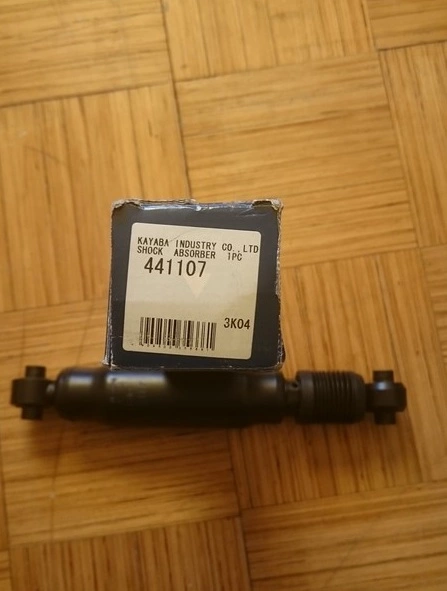 KAYABA INDUSTRY CO.,LTD
SHOCK ABSORBER 1PC
441107
3K04